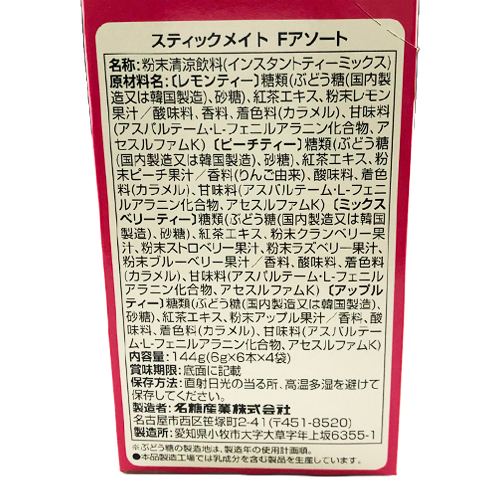 スティックメイト Fアソート
名称:粉末清涼飲料(インスタントティーミックス)
原材料名:〔レモンティー〕糖類(ぶどう糖(国内製
造又は韓国製造)、砂糖)、紅茶エキス、粉末レモン
果汁／酸味料、香料、着色料(カラメル)、甘味料
(アスパルテーム・L-フェニルアラニン化合物、ア
セスルファムK)〔ピーチティー〕糖類(ぶどう糖
(国内製造又は韓国製造)、砂糖)、紅茶エキス、粉
末ピーチ果汁／香料(りんご由来)、酸味料、着色
料(カラメル)、甘味料(アスパルテーム・L-フェニ
ルアラニン化合物、アセスルファムK)〔ミックス
ベリーティー〕糖類(ぶどう糖(国内製造又は韓国
製造)、砂糖)、紅茶エキス、粉末クランベリー果
汁、粉末ストロベリー果汁、粉末ラズベリー果汁、
粉末ブルーベリー果汁／香料、酸味料、着色料
(カラメル)、甘味料(アスパルテーム・L-フェニル
アラニン化合物、アセスルファムK)〔アップル
ティー〕糖類(ぶどう糖(国内製造又は韓国製造)、
砂糖)、紅茶エキス、粉末アップル果汁／香料、酸
味料、着色料(カラメル)、甘味料(アスパルテー
ム・L-フェニルアラニン化合物、アセスルファムK)
内容量:144g(6g×6本×4袋)
賞味期限:底面に記載
保存方法:直射日光の当る所、高温多湿を避けて
保存してください。
製造者:名糖産業株式会社
名古屋市西区笹塚町2-41(〒451-8520)
製造所:愛知県小牧市大字大草字年上坂6355-1
※ぶどう糖の製造地は、製造年の使用計画順。
●本品製造工場では乳成分を含む製品を生産しています。